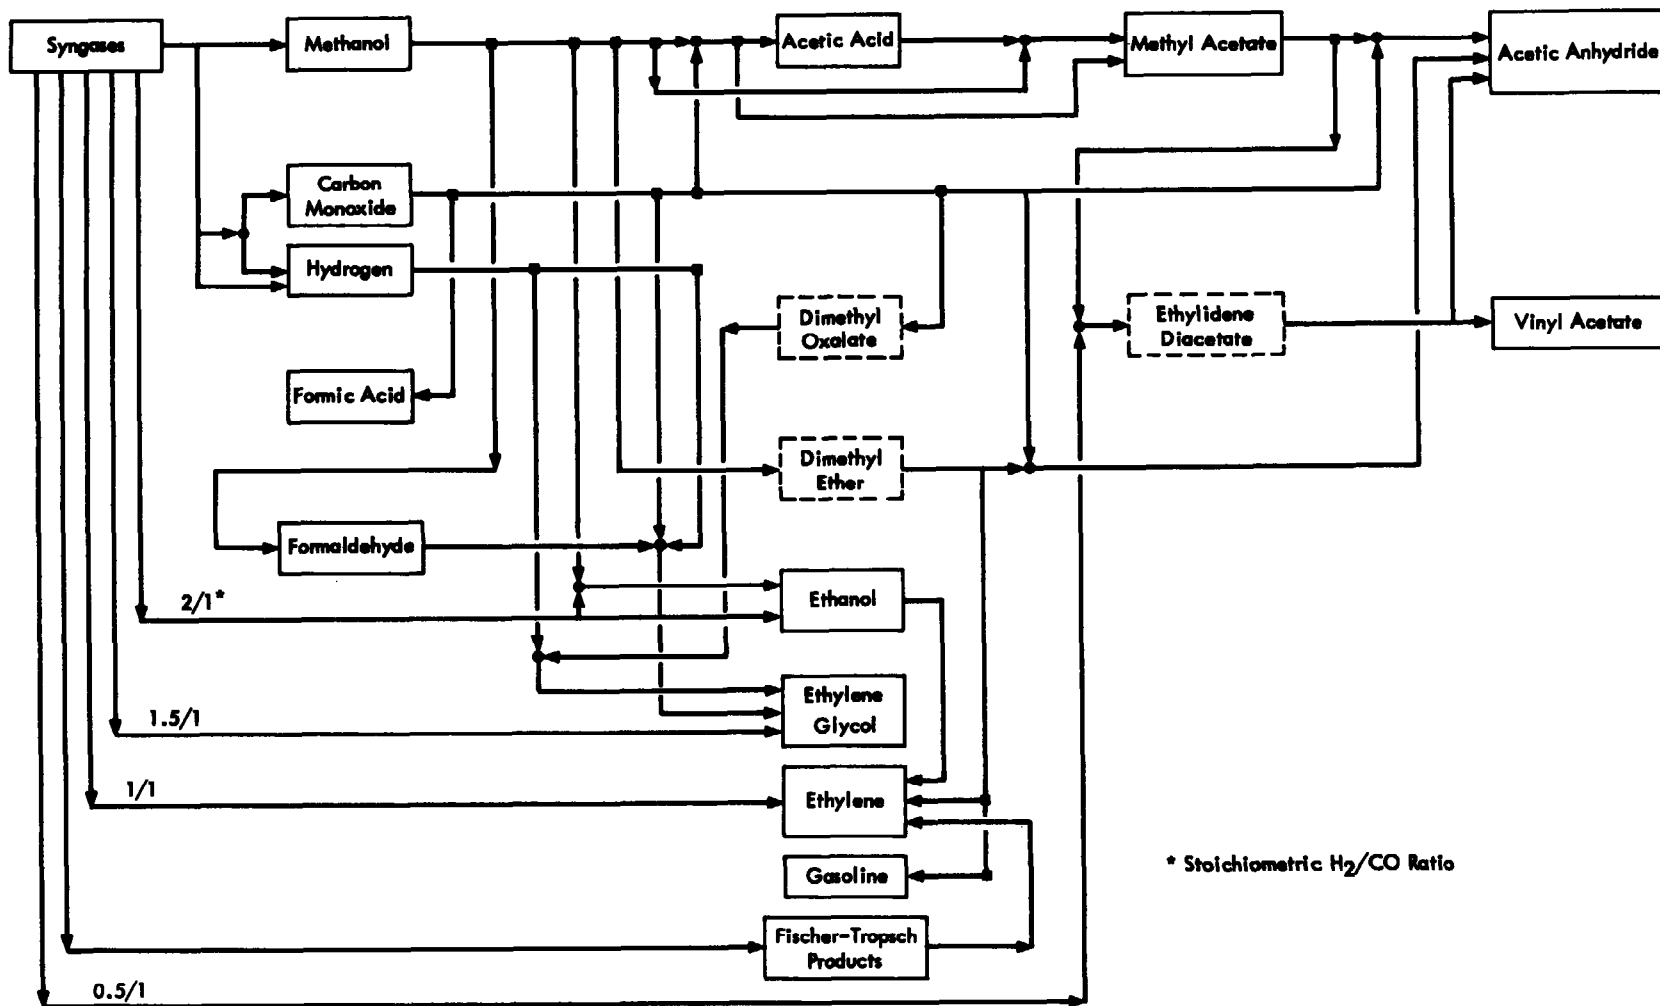 Syngases
Methanol
Acetic Acid
Methyl Acetate
Acetic Anhydride
Carbon
Monoxide
Hydrogen
Dimethyl
Oxalate
Ethylidene
Diacetate
Vinyl Acetate
Formic Acid
Dimethyl
Ether
Formaldehyde
2/1*
Ethanol
Ethylene
Glycol
1.5/1
1/1
Ethylene
Gasoline
* Stoichiometric H2/CO Ratio
Fischer-Tropsch
Products
0.5/1